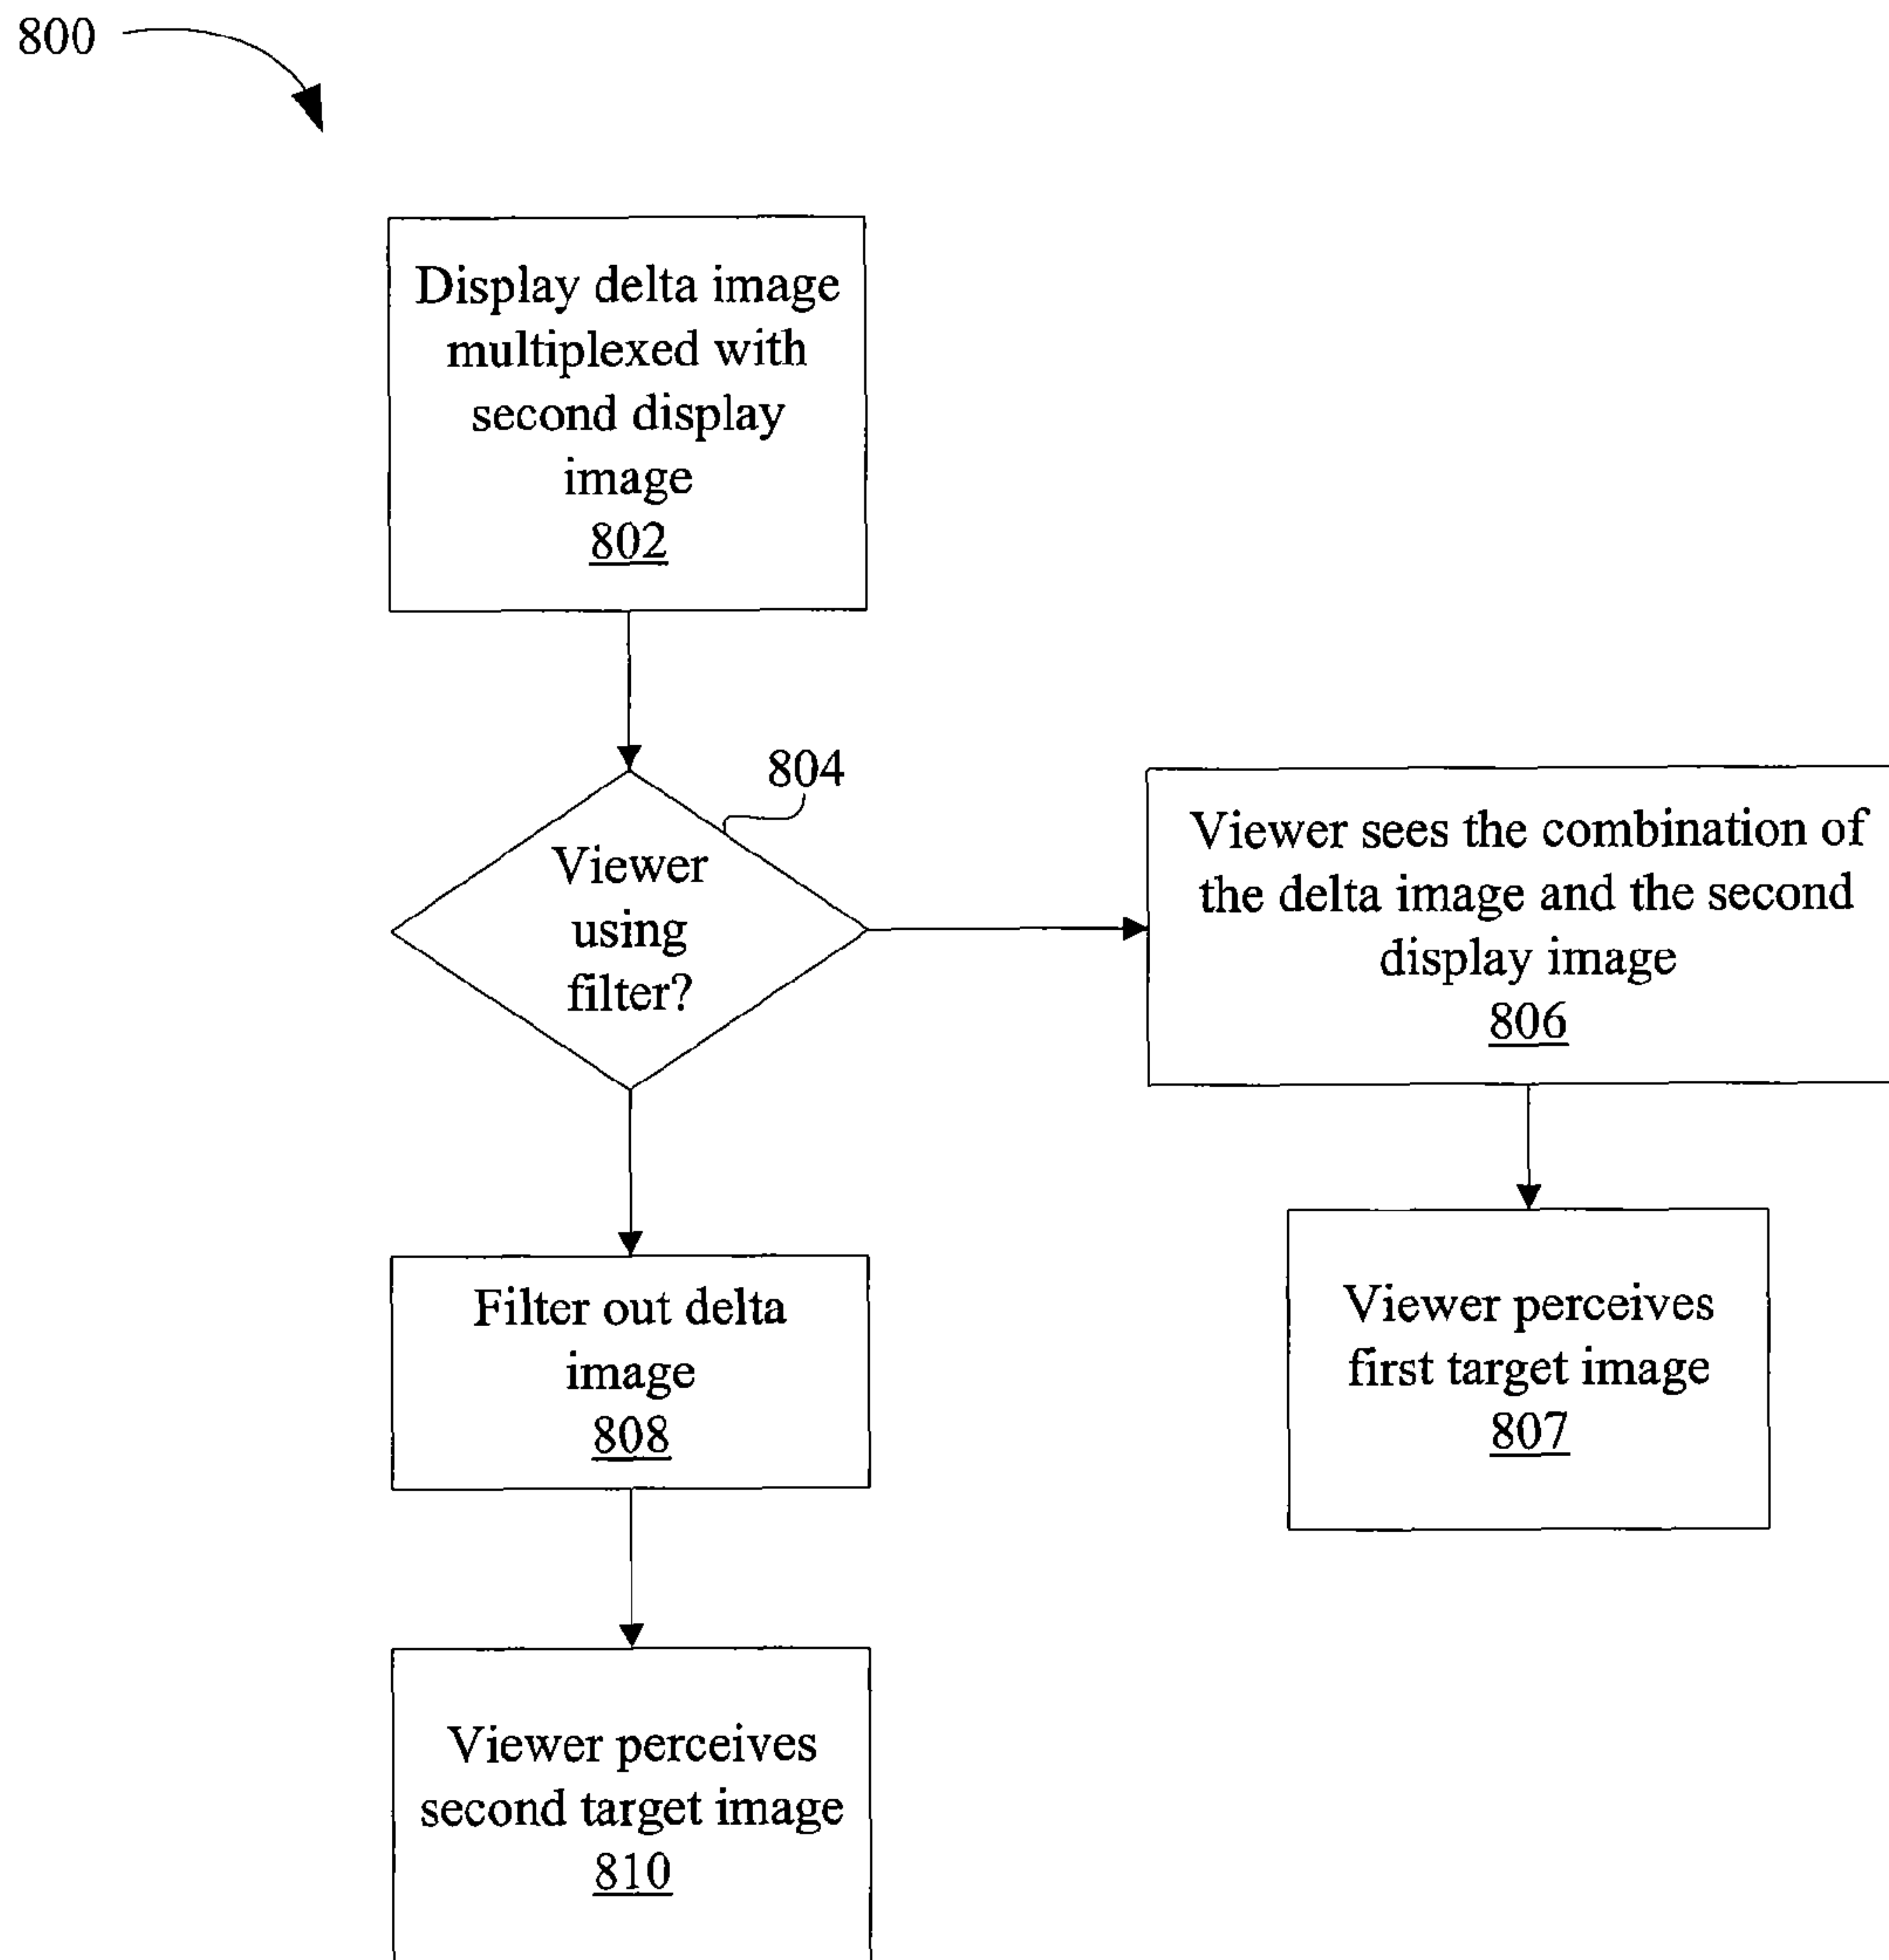 800
Display delta image
multiplexed with
second display
image
802
804
Viewer
using
filter?
Viewer sees the combination of
the delta image and the second
display image
806
Filter out delta
image
808
Viewer perceives
first target image
807
Viewer perceives
second target image
810